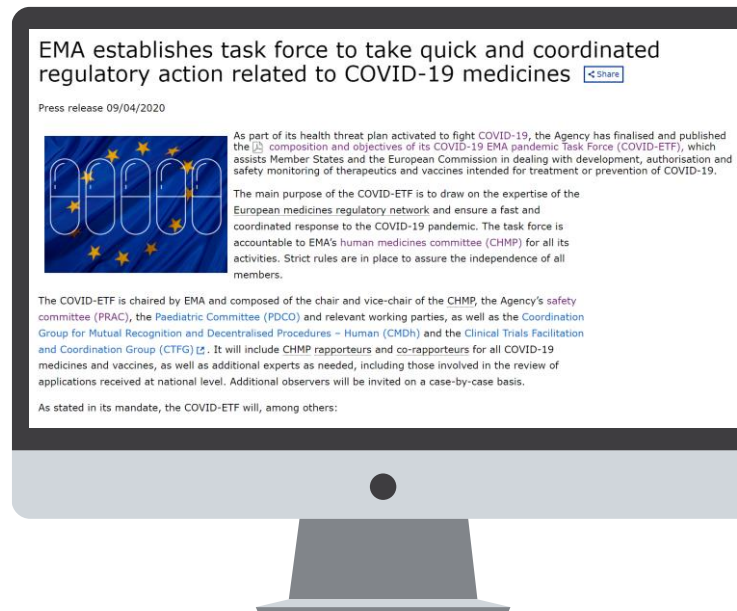 EMA establishes task force to take quick and coordinated
regulatory action related to COVID-19 medicines
Share
Press release 09/04/2020
As part of its health threat plan activated to fight COVID-19, the Agency has finalised and published
the composition and objectives of its COVID-19 EMA pandemic Task Force (COVID-ETF), which
assists Member States and the European Commission in dealing with development, authorisation and
safety monitoring of therapeutics and vaccines intended for treatment or prevention of COVID-19.
The main purpose of the COVID-ETF is to draw on the expertise of the
European medicines regulatory network and ensure a fast and
coordinated response to the COVID-19 pandemic. The task force is
accountable to EMA's human medicines committee (CHMP) for all its
activities. Strict rules are in place to assure the independence of all
members.
The COVID-ETF is chaired by EMA and composed of the chair and vice-chair of the CHMP, the Agency's safety
committee (PRAC), the Paediatric Committee (PDCO) and relevant working parties, as well as the Coordination
Group for Mutual Recognition and Decentralised Procedures – Human (CMDh) and the Clinical Trials Facilitation
and Coordination Group (CTFG). It will include CHMP rapporteurs and co-rapporteurs for all COVID-19
medicines and vaccines, as well as additional experts as needed, including those involved in the review of
applications received at national level. Additional observers will be invited on a case-by-case basis.
As stated in its mandate, the COVID-ETF will, among others: